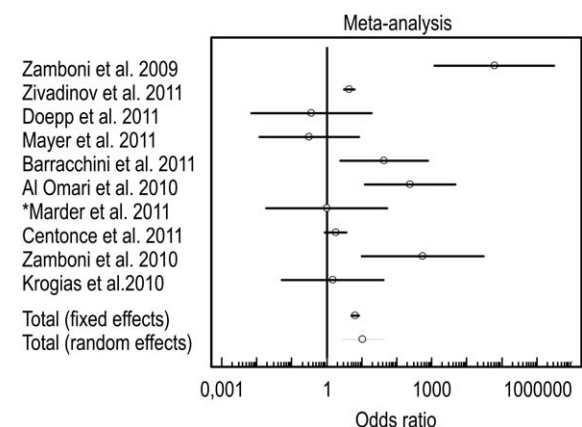 Meta-analysis
Zamboni et al. 2009
Zivadinov et al. 2011
Doepp et al. 2011
Mayer et al. 2011
Barracchini et al. 2011
Al Omari et al. 2010
*Marder et al. 2011
Centonce et al. 2011
Zamboni et al. 2010
Krogias et al.2010
Total (fixed effects)
Total (random effects)
0,001 1 1000 1000000
Odds ratio